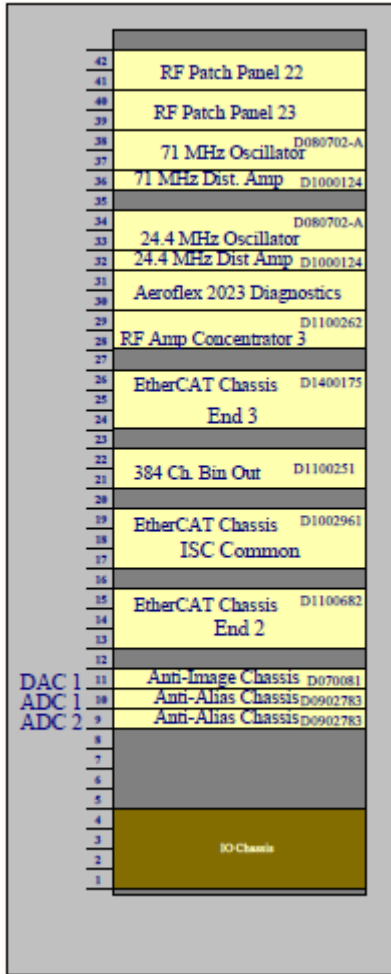 42
RF Patch Panel 22
41
40
RF Patch Panel 23
39
38 D080702-A
37 71 MHz Oscillator
36 71 MHz Dist. Amp D1000124
35
34 D080702-A
33 24.4 MHz Oscillator
32 24.4 MHz Dist Amp D1000124
31
Aeroflex 2023 Diagnostics
30
29 D1100262
28 RF Amp Concentrator 3
27
26 EtherCAT Chassis D1400175
25
24 End 3
23
22
384 Ch. Bin Out D1100251
21
20
19 EtherCAT Chassis D1002961
18
ISC Common
17
16
15 EtherCAT Chassis D1100682
14
End 2
13
12
DAC 1 11 Anti-Image Chassis D070081
ADC 1 10 Anti-Alias Chassis D0902783
ADC 2 9 Anti-Alias Chassis D0902783
8
7
6
5
4
3
IO Chassis
2
1